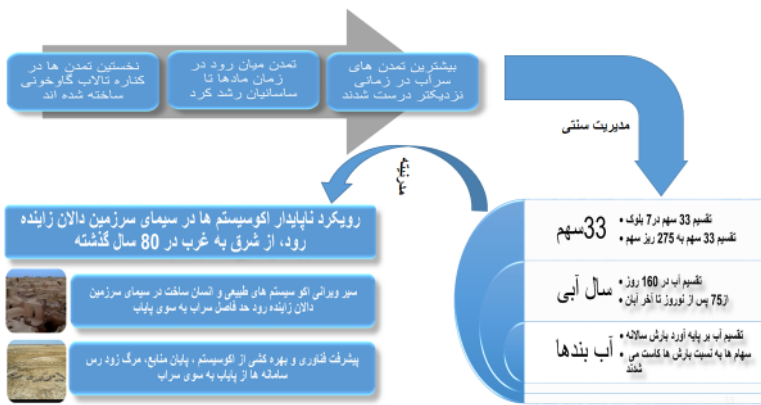 نخستین تمدن ها در
کناره تالاب گاوخونی
ساخته شده اند
تمدن میان رود در
زمان مادها تا
ساسانیان رشد کرد
بیشترین تمدن های
سراب در زمانی
نزدیکتر درست شدند
مدیریت سنتی
33سهم
• تقسیم 33 سهم در7 بلوک
• تقسیم 33 سهم به 275 ریز سهم
سال آبی
• تقسیم آب در 160 روز
• از75 پس از نوروز تا آخر آبان
آب بندها
• تقسیم آب بر پایه آورد بارش سالانه
• سهام ها به نسبت بارش ها کاست می
شدند
مدرنیته
رویکرد ناپایدار اکوسیستم ها در سیمای سرزمین دالان زاینده
رود، از شرق به غرب در 80 سال گذشته
سیر ویرانی اکو سیستم های طبیعی و انسان ساخت در سیمای سرزمین
دالان زاینده رود حد فاصل سراب به سوی پایاب
پیشرفت فناوری و بهره کشی از اکوسیستم ، پایان منابع، مرگ زود رس
سامانه ها از پایاب به سوی سراب